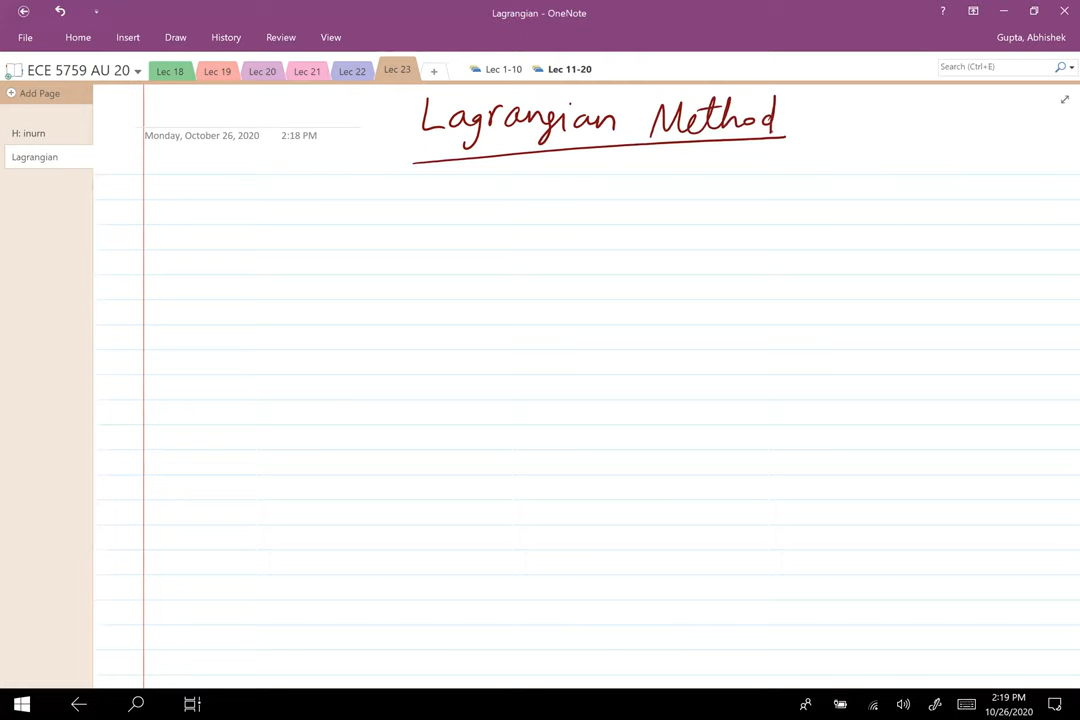 Lagrangian - OneNote
?
File Home Insert Draw History Review View
Gupta, Abhishek
ECE 5759 AU 20
Lec 18 Lec 19 Lec 20 Lec 21 Lec 22 Lec 23 + Lec 1-10 Lec 11-20
Search (Ctrl+E)
Add Page
H: inurn
Lagrangian
Lagrangian Method
Monday, October 26, 2020 2:18 PM
2:19 PM
10/26/2020